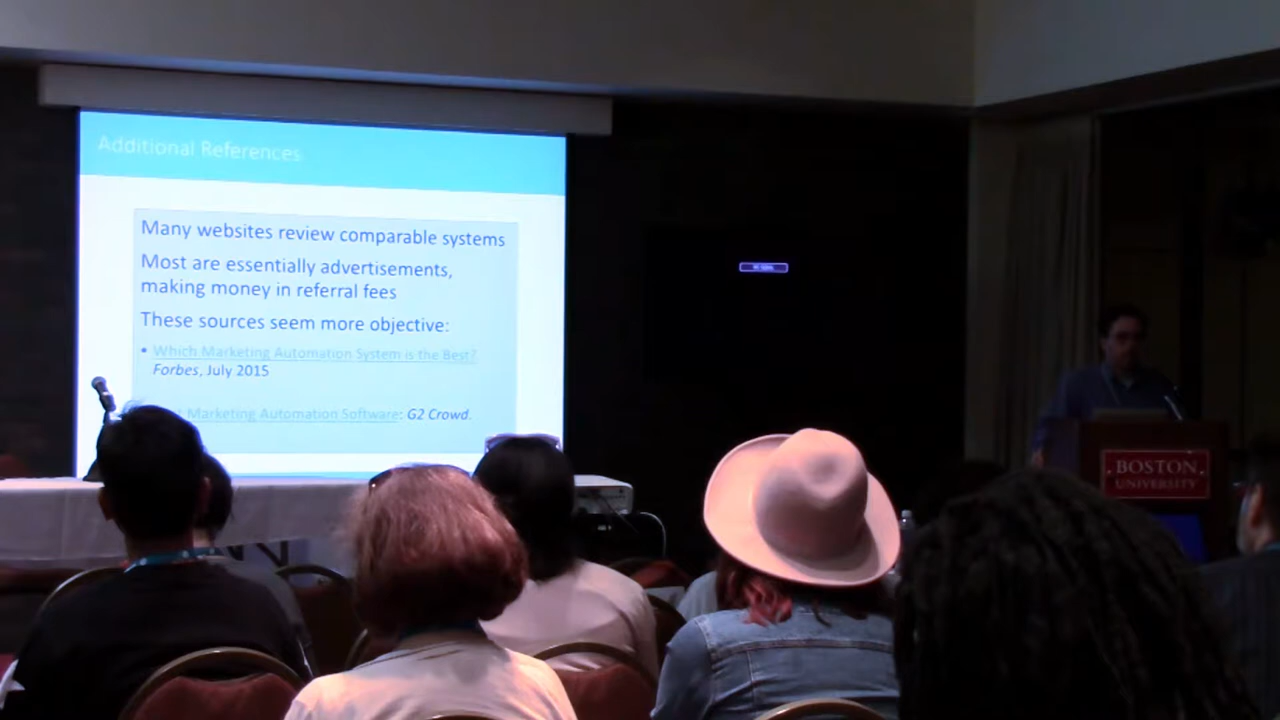 Additional References
Many websites review comparable systems
Most are essentially advertisements,
making money in referral fees
These sources seem more objective:
• Which Marketing Automation System is the Best?
Forbes, July 2015
Marketing Automation Software: G2 Crowd.
BOSTON
UNIVERSITY